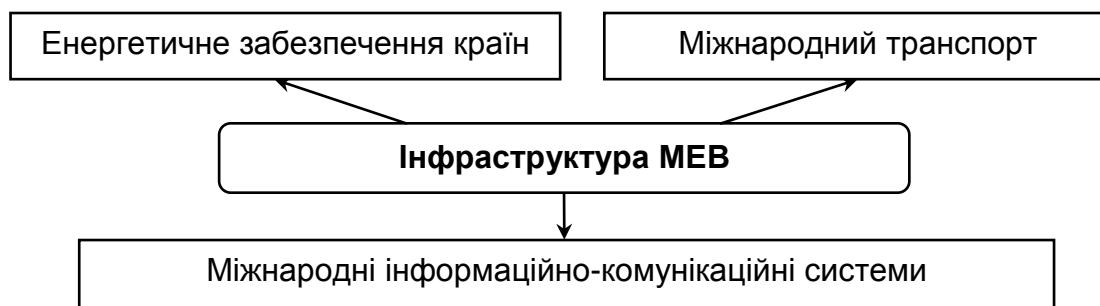 Енергетичне забезпечення країн
Міжнародний транспорт
Інфраструктура МЕВ
Міжнародні інформаційно-комунікаційні системи